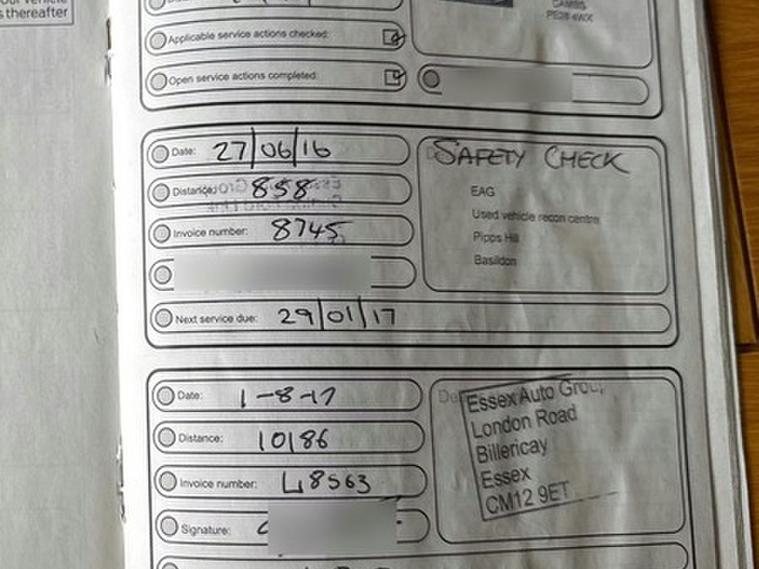 thereafter
CAMBS
Applicable service actions checked:
Open service actions completed:
Date: 27/06/16
SAFETY CHECK
Distance: 858
EAG
Used vehicle recon centre
Invoice number: 8745
Pipps Hill
Basildon
Next service due: 29/01/17
Date: 1-8-17
Essex Auto Group
London Road
Distance: 10186
Billericay
Invoice number: 48563
Essex
CM12 9ET
Signature: